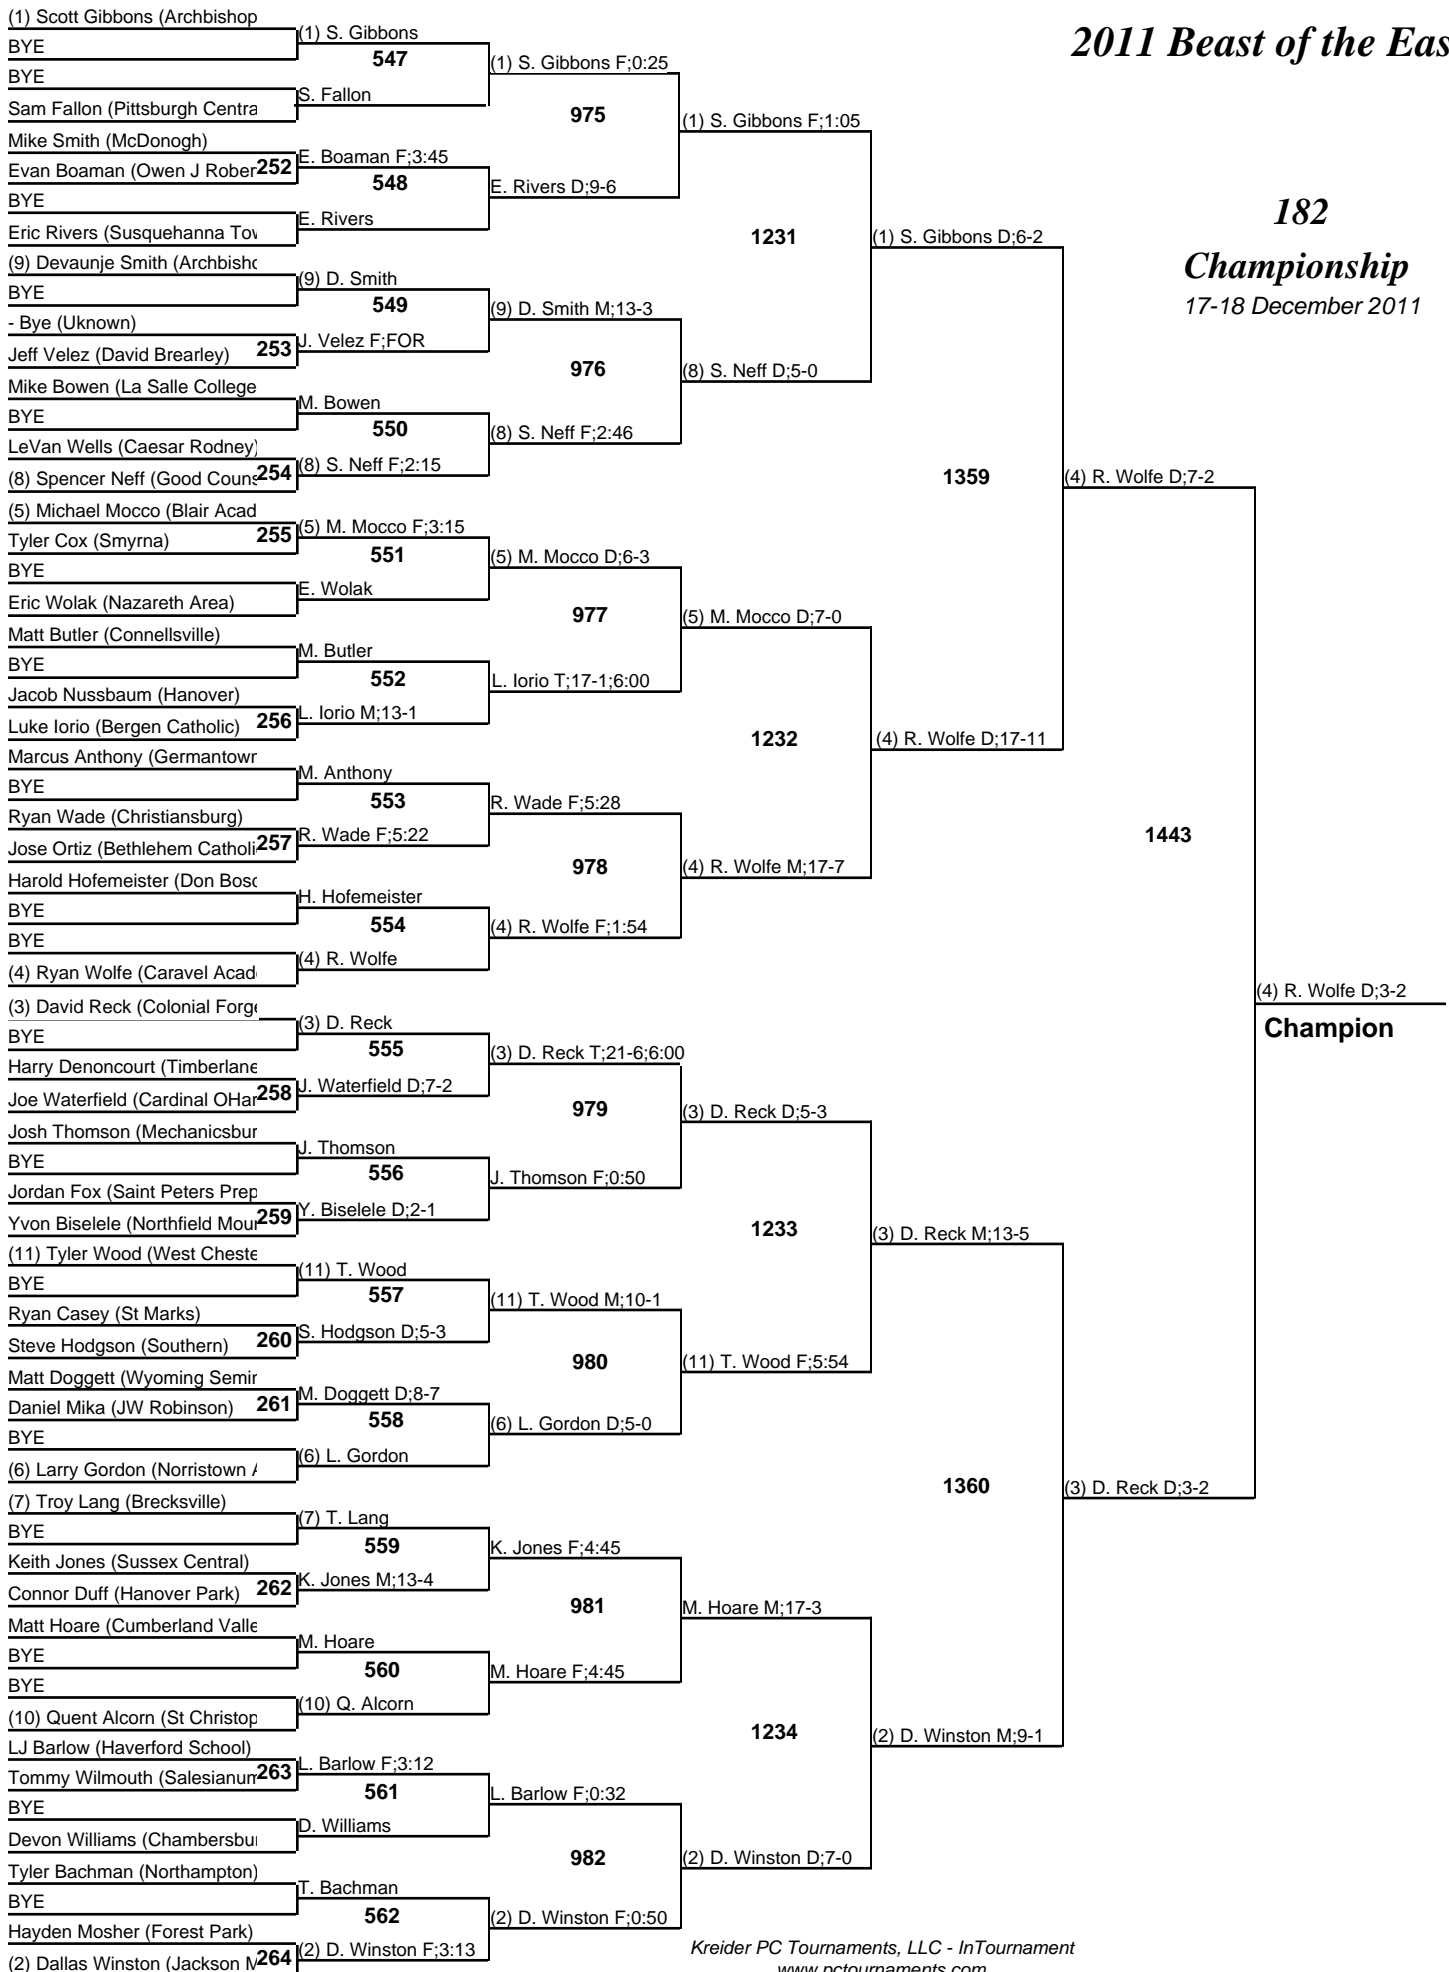 2011 Beast of the Eas
182
Championship
17-18 December 2011
(1) Scott Gibbons (Archbishop
BYE
BYE
Sam Fallon (Pittsburgh Centra
Mike Smith (McDonogh)
Evan Boaman (Owen J Rober
252
BYE
Eric Rivers (Susquehanna Tow
(9) Devaunje Smith (Archbisho
BYE
- Bye (Uknown)
Jeff Velez (David Brearley)
253
Mike Bowen (La Salle College
BYE
LeVan Wells (Caesar Rodney)
(8) Spencer Neff (Good Couns
254
(5) Michael Mocco (Blair Acad
Tyler Cox (Smyrna)
255
BYE
Eric Wolak (Nazareth Area)
Matt Butler (Connellsville)
BYE
Jacob Nussbaum (Hanover)
Luke Iorio (Bergen Catholic)
256
Marcus Anthony (Germantown
BYE
Ryan Wade (Christiansburg)
Jose Ortiz (Bethlehem Catholi
257
Harold Hofemeister (Don Bosc
BYE
BYE
(4) Ryan Wolfe (Caravel Acade
(3) David Reck (Colonial Forge
BYE
Harry Denoncourt (Timberlane
Joe Waterfield (Cardinal OHar
258
Josh Thomson (Mechanicsbur
BYE
Jordan Fox (Saint Peters Prep
Yvon Biselele (Northfield Moun
259
(11) Tyler Wood (West Cheste
BYE
Ryan Casey (St Marks)
Steve Hodgson (Southern)
260
Matt Doggett (Wyoming Semin
Daniel Mika (JW Robinson)
261
BYE
(6) Larry Gordon (Norristown A
(7) Troy Lang (Brecksville)
BYE
Keith Jones (Sussex Central)
Connor Duff (Hanover Park)
262
Matt Hoare (Cumberland Valle
BYE
BYE
(10) Quent Alcorn (St Christop
LJ Barlow (Haverford School)
Tommy Wilmouth (Salesianum
263
BYE
Devon Williams (Chambersbur
Tyler Bachman (Northampton)
BYE
Hayden Mosher (Forest Park)
(2) Dallas Winston (Jackson M
264
(1) S. Gibbons
547
S. Fallon
E. Boaman F;3:45
548
E. Rivers
(9) D. Smith
549
J. Velez F;FOR
M. Bowen
550
(8) S. Neff F;2:15
(5) M. Mocco F;3:15
551
E. Wolak
M. Butler
552
L. Iorio M;13-1
M. Anthony
553
R. Wade F;5:22
H. Hofemeister
554
(4) R. Wolfe
(3) D. Reck
555
J. Waterfield D;7-2
J. Thomson
556
Y. Biselele D;2-1
(11) T. Wood
557
S. Hodgson D;5-3
M. Doggett D;8-7
558
(6) L. Gordon
(7) T. Lang
559
K. Jones M;13-4
M. Hoare
560
(10) Q. Alcorn
L. Barlow F;3:12
561
D. Williams
T. Bachman
562
(2) D. Winston F;3:13
(1) S. Gibbons F;0:25
975
E. Rivers D;9-6
(9) D. Smith M;13-3
976
(8) S. Neff F;2:46
(5) M. Mocco D;6-3
977
L. Iorio T;17-1;6:00
R. Wade F;5:28
978
(4) R. Wolfe F;1:54
(3) D. Reck T;21-6;6:00
979
J. Thomson F;0:50
(11) T. Wood M;10-1
980
(6) L. Gordon D;5-0
K. Jones F;4:45
981
M. Hoare F;4:45
L. Barlow F;0:32
982
(2) D. Winston F;0:50
(1) S. Gibbons F;1:05
1231
(8) S. Neff D;5-0
(5) M. Mocco D;7-0
1232
(4) R. Wolfe M;17-7
(3) D. Reck D;5-3
1233
(11) T. Wood F;5:54
M. Hoare M;17-3
1234
(2) D. Winston D;7-0
(1) S. Gibbons D;6-2
1359
(4) R. Wolfe D;17-11
(3) D. Reck M;13-5
1360
(2) D. Winston M;9-1
(4) R. Wolfe D;7-2
1443
(3) D. Reck D;3-2
(4) R. Wolfe D;3-2
Champion
Kreider PC Tournaments, LLC - InTournament
www.pctournaments.com